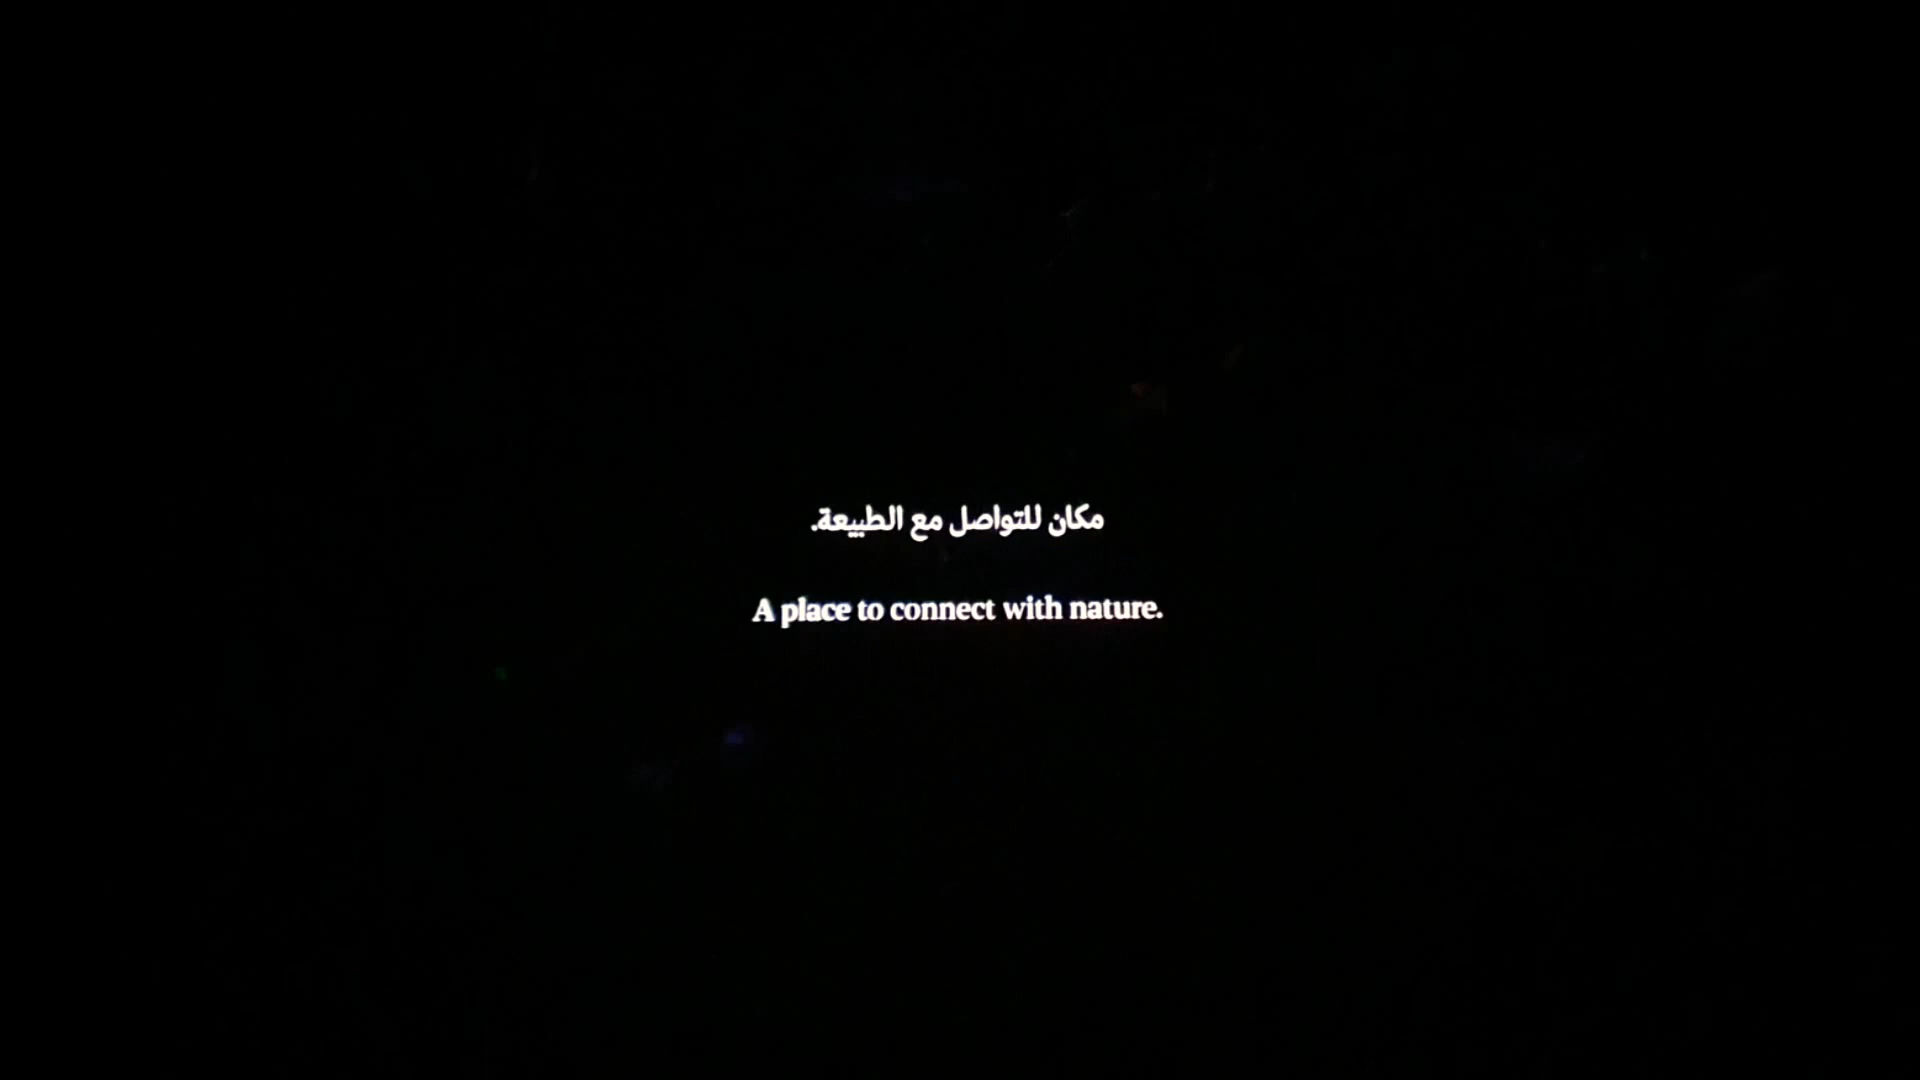 مكان للتواصل مع الطبيعة.
A place to connect with nature.